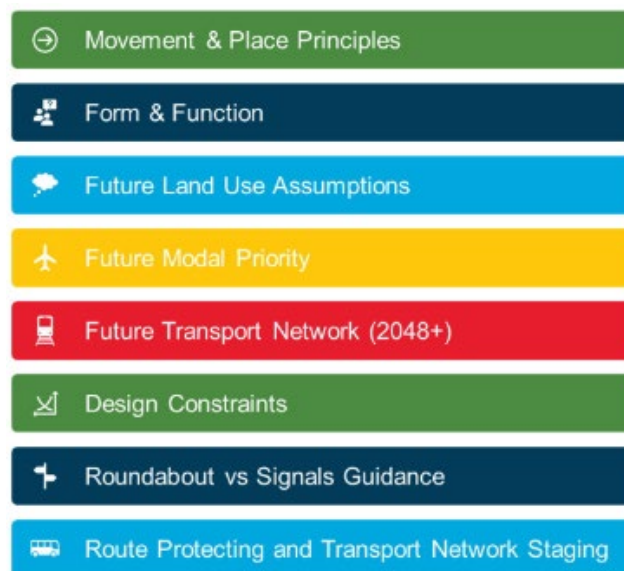 Movement & Place Principles
Form & Function
Future Land Use Assumptions
Future Modal Priority
Future Transport Network (2048+)
Design Constraints
Roundabout vs Signals Guidance
Route Protecting and Transport Network Staging